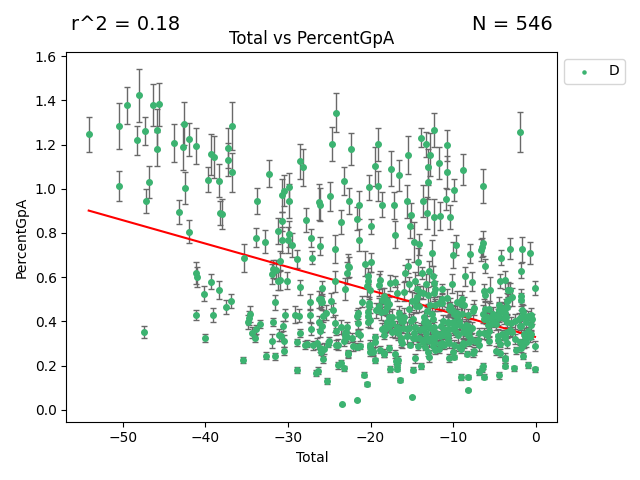 r^2 = 0.18 N = 546
Total vs PercentGpA
D
PercentGpA
1.6
1.4
1.2
1.0
0.8
0.6
0.4
0.2
0.0
−50 −40 −30 −20 −10 0
Total